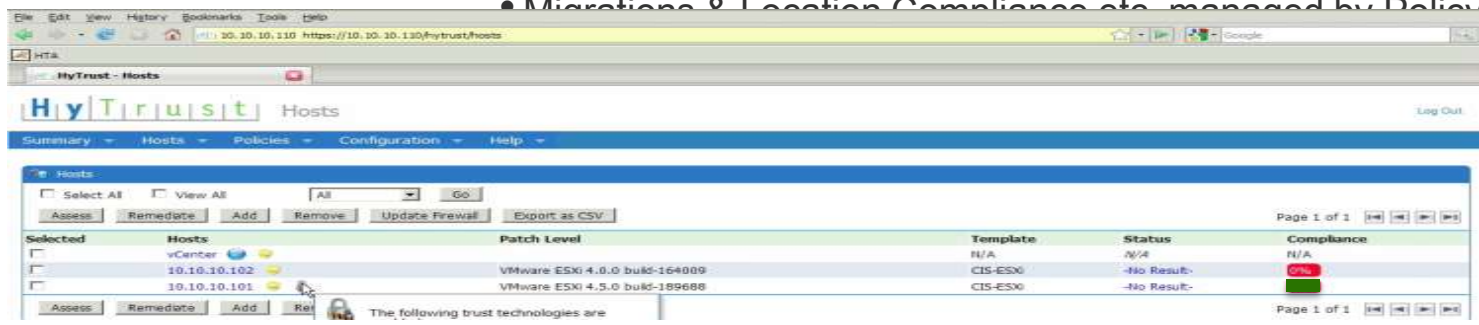 • Migrations & Location Compliance etc. managed by Policy
File Edit View History Bookmarks Tools Help
10.10.10.110 https://10.10.10.110/hytrust/hosts Google
HTA
HyTrust - Hosts
HyTrust Hosts Log Out
Summary Hosts Policies Configuration Help
Hosts
Select All View All All Go
Assess Remediate Add Remove Update Firewall Export as CSV Page 1 of 1
Selected Hosts Patch Level Template Status Compliance
vCenter N/A N/A N/A
10.10.10.102 VMware ESXi 4.0.0 build-164009 CIS-ESXi -No Result- 0%
10.10.10.101 VMware ESXi 4.5.0 build-189688 CIS-ESXi -No Result-
Assess Remediate Add Re Page 1 of 1
The following trust technologies are